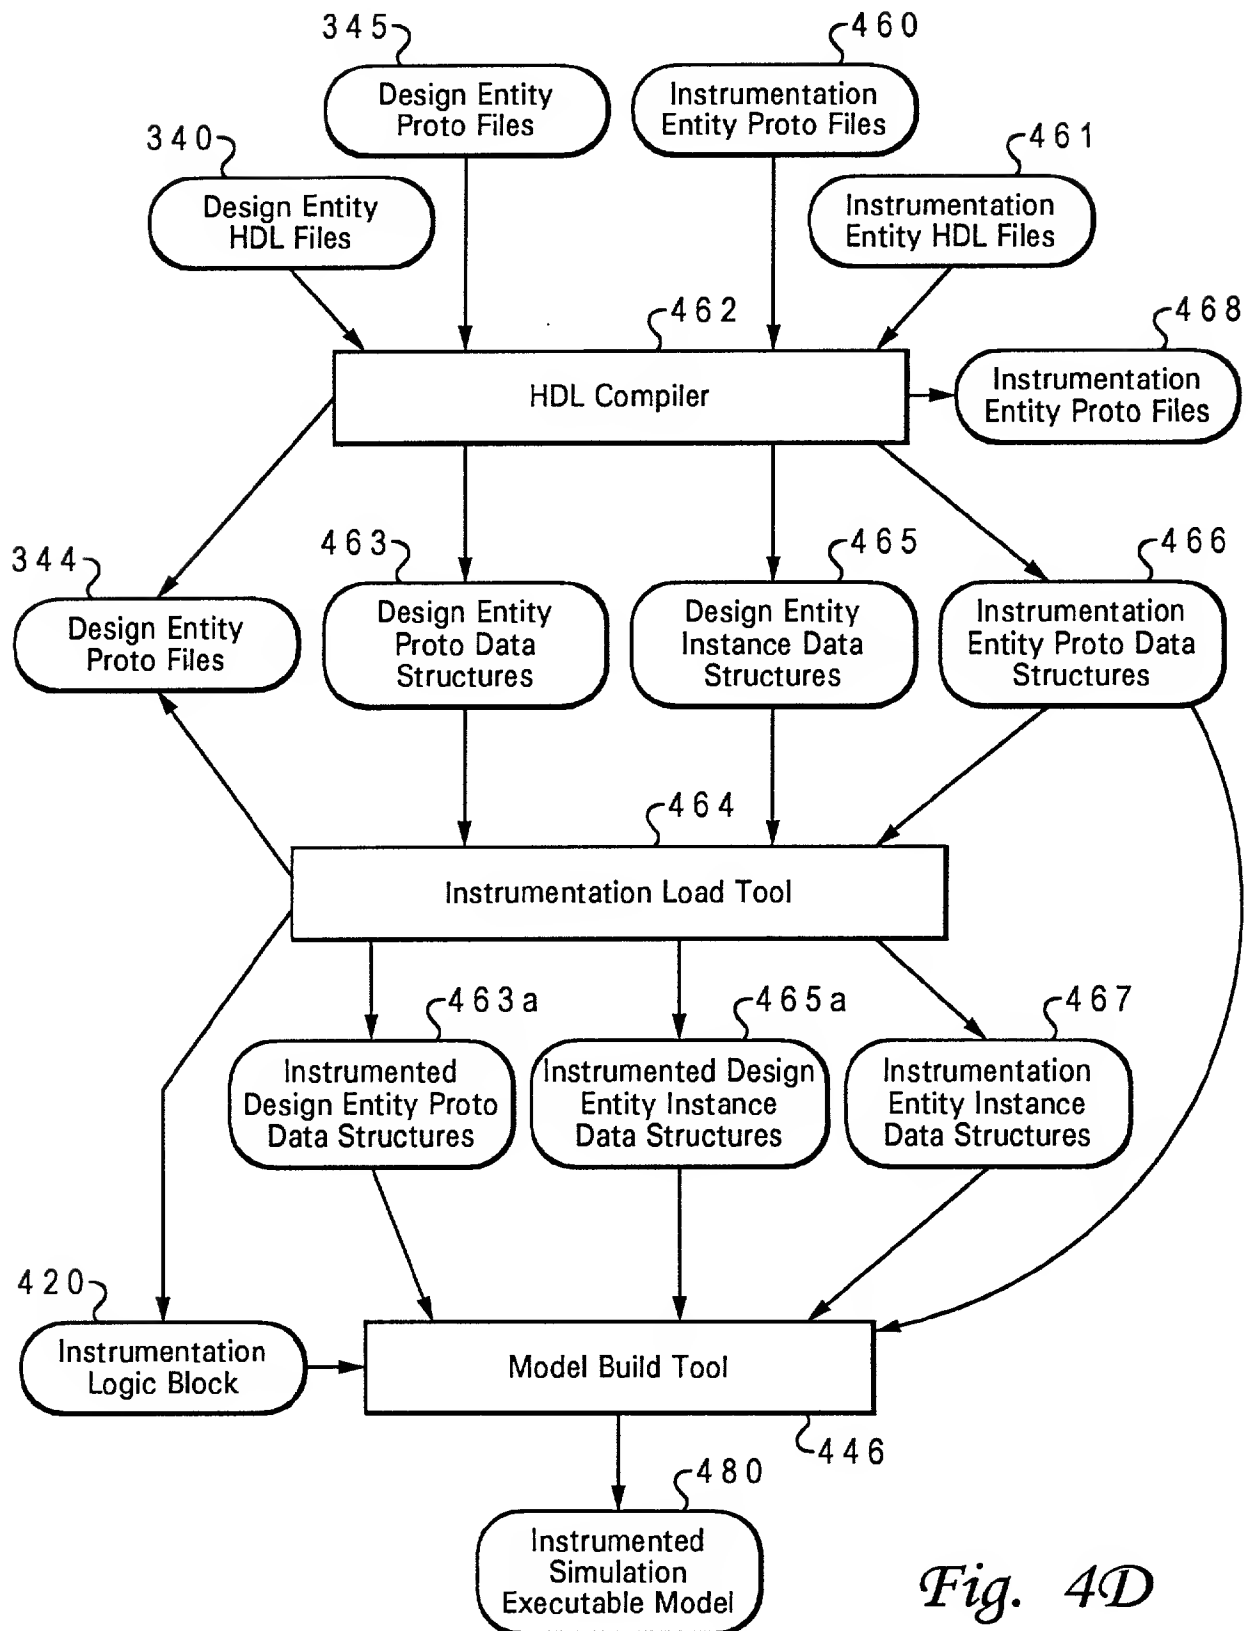 345
460
Design Entity
Proto Files
Instrumentation
Entity Proto Files
340
461
Design Entity
HDL Files
Instrumentation
Entity HDL Files
462
468
HDL Compiler
Instrumentation
Entity Proto Files
344
463
465
466
Design Entity
Proto Files
Design Entity
Proto Data
Structures
Design Entity
Instance Data
Structures
Instrumentation
Entity Proto Data
Structures
464
Instrumentation Load Tool
463a
465a
467
Instrumented
Design Entity Proto
Data Structures
Instrumented Design
Entity Instance
Data Structures
Instrumentation
Entity Instance
Data Structures
420
Instrumentation
Logic Block
Model Build Tool
446
480
Instrumented
Simulation
Executable Model
Fig. 4D